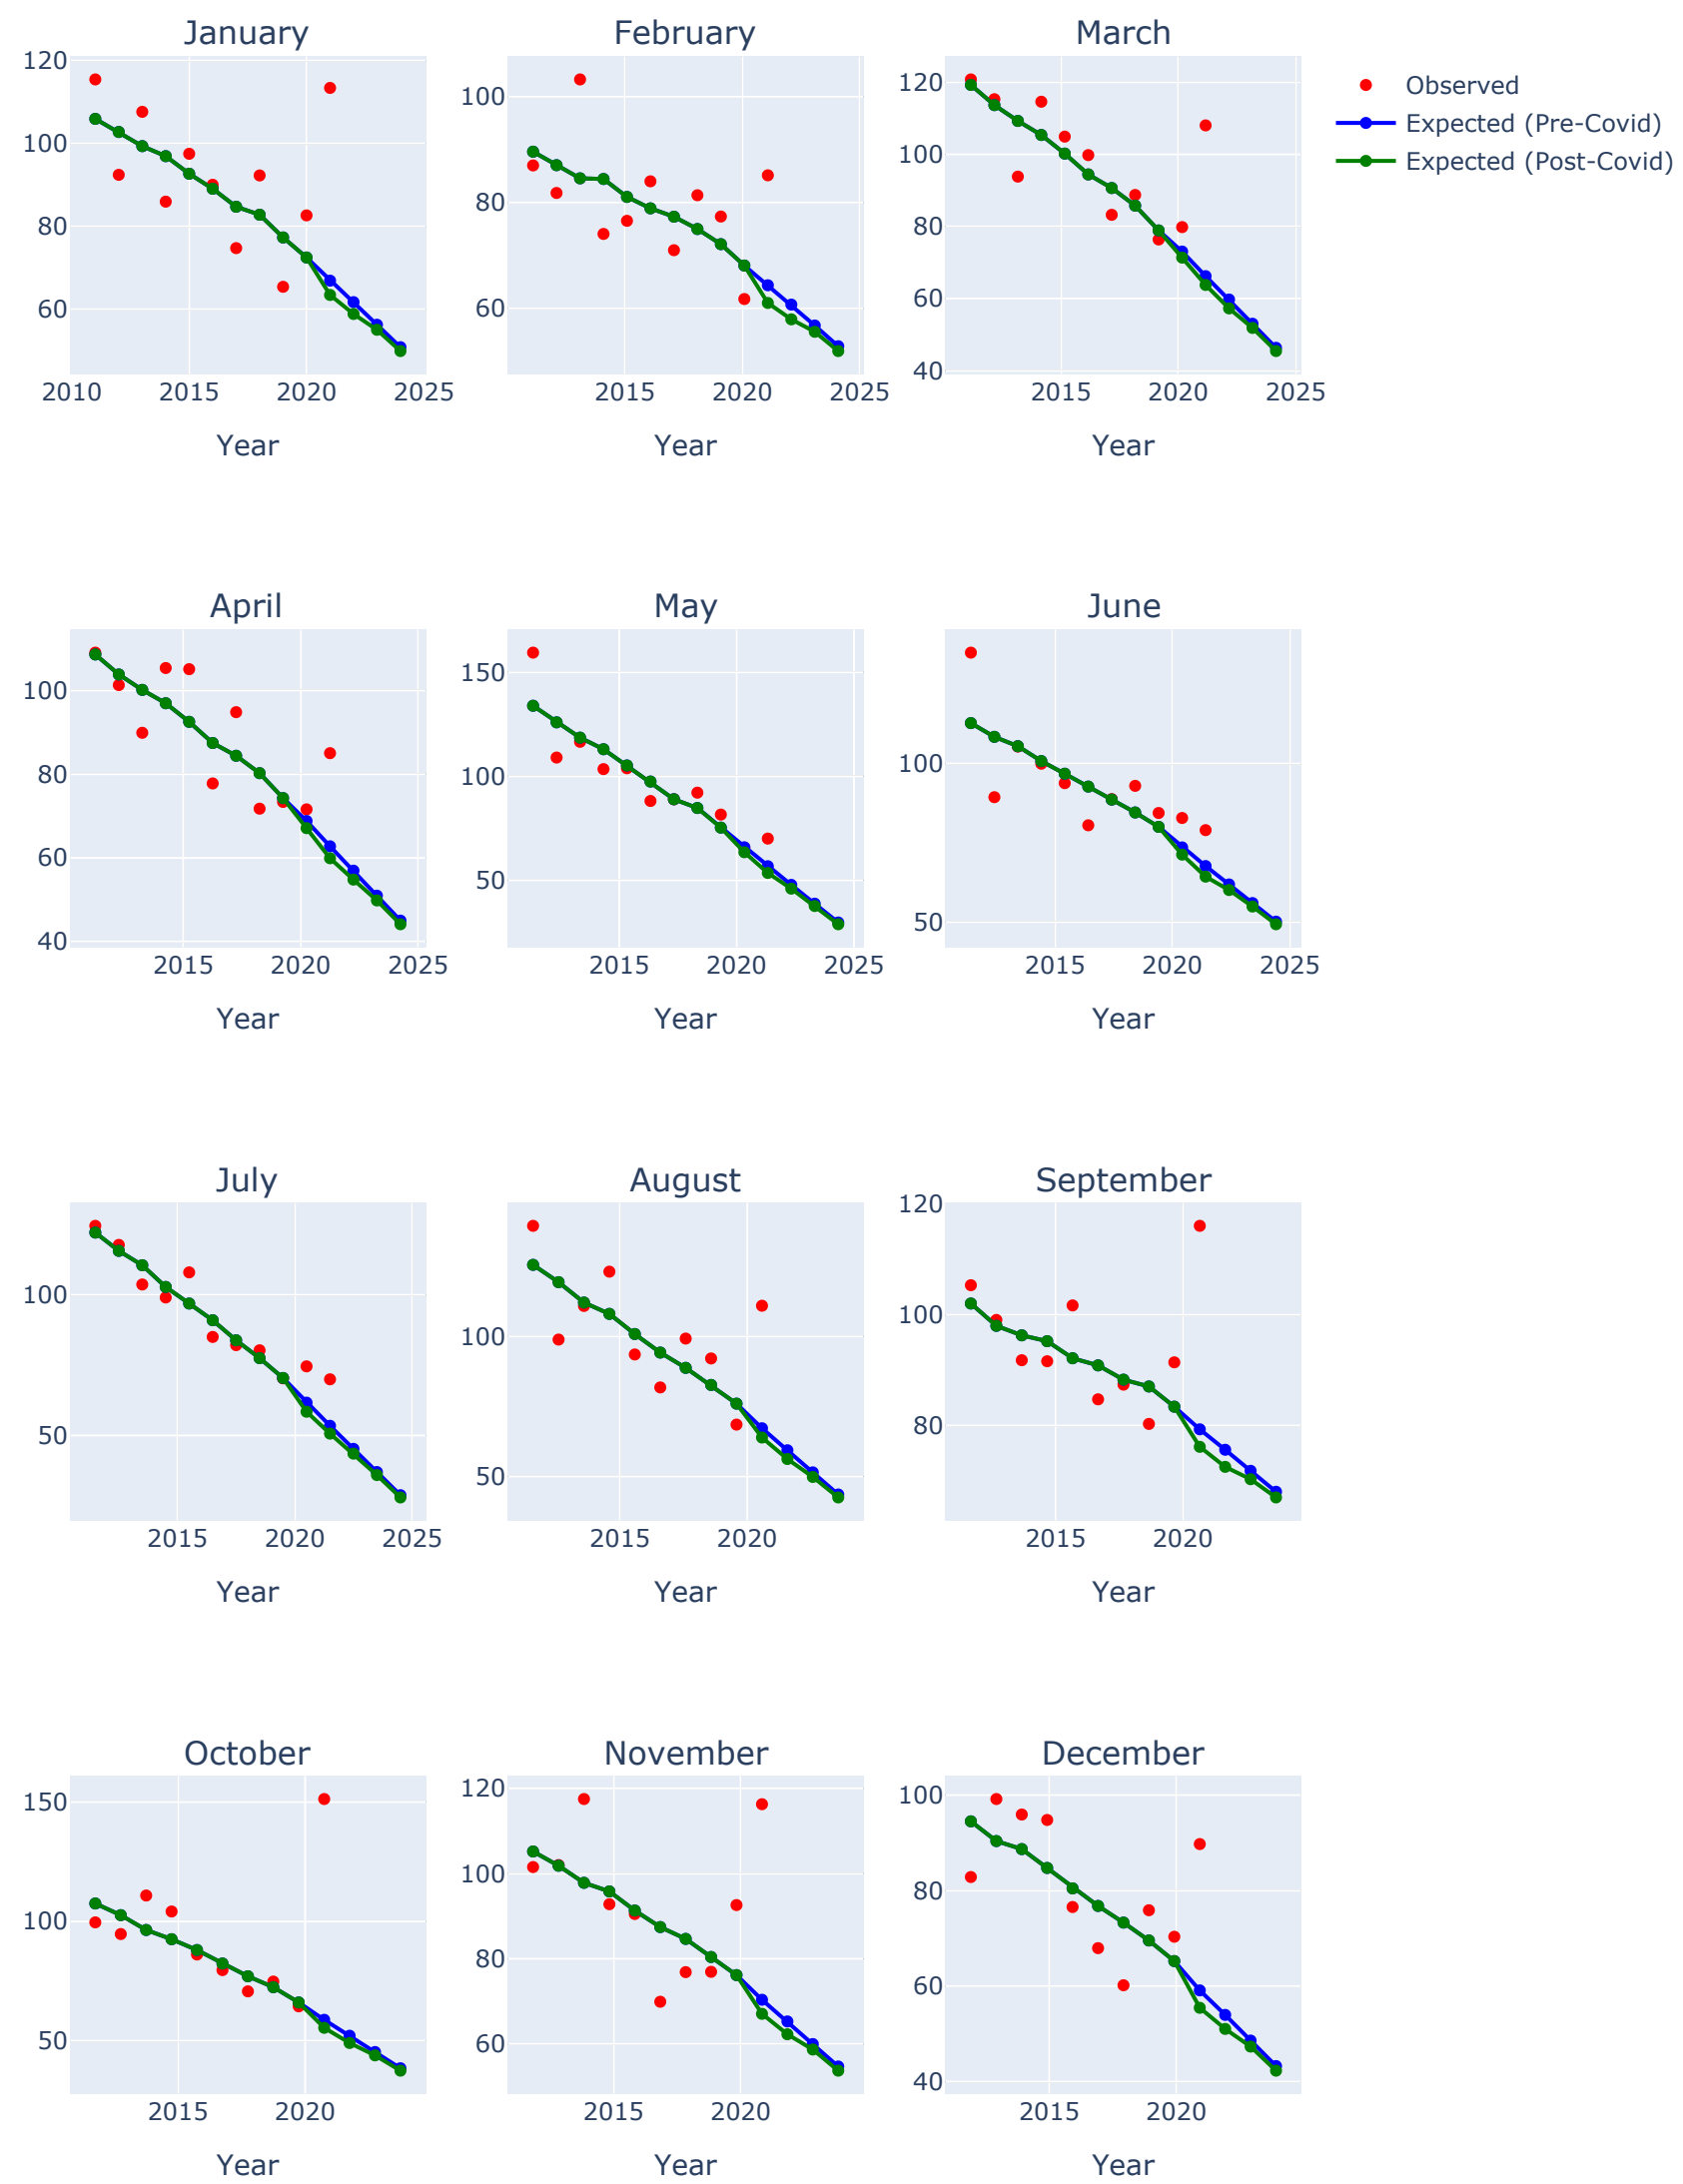 January
February
March
120
100
80
60
2010
2015
2020
2025
Year
100
80
60
2015
2020
2025
Year
120
100
80
60
40
2015
2020
2025
Year
Observed
Expected (Pre-Covid)
Expected (Post-Covid)
April
May
June
100
80
60
40
2015
2020
2025
Year
150
100
50
2015
2020
2025
Year
100
50
2015
2020
2025
Year
July
August
September
100
50
2015
2020
2025
Year
100
50
2015
2020
Year
120
100
80
2015
2020
Year
October
November
December
150
100
50
2015
2020
Year
120
100
80
60
2015
2020
Year
100
80
60
40
2015
2020
Year